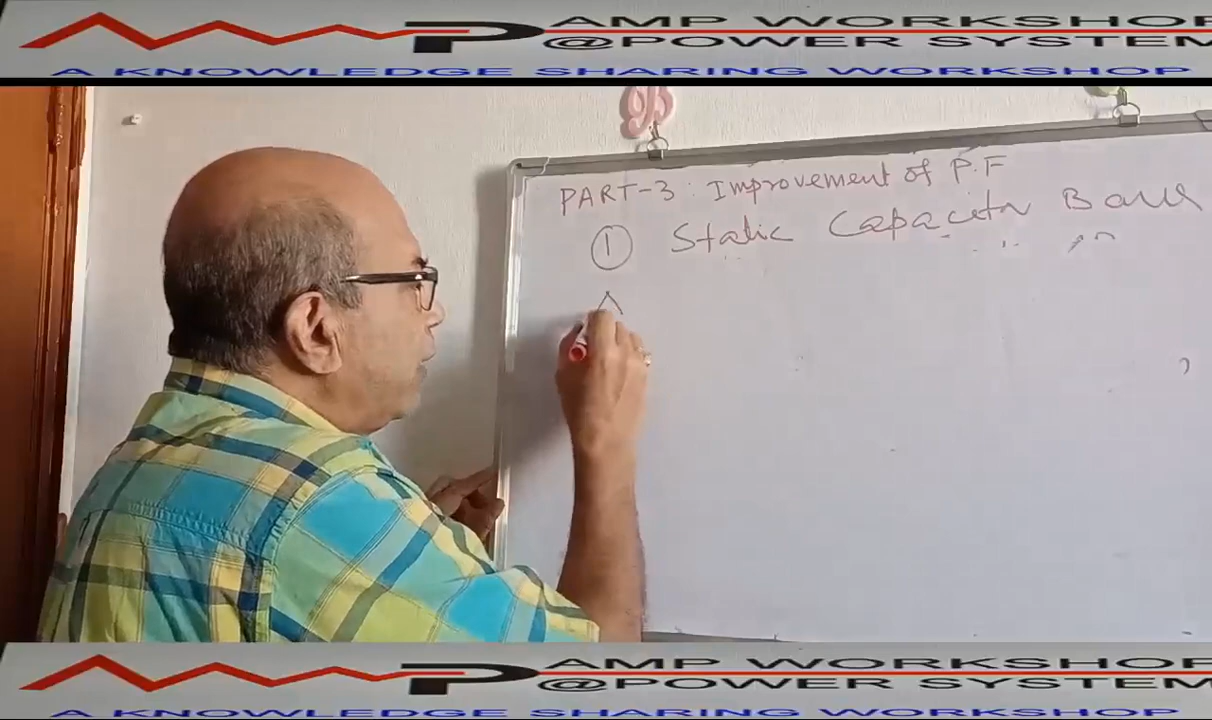 AMP WORKSHOP
@POWER SYSTEM
A KNOWLEDGE SHARING WORKSHOP
95
PART-3: Improvement of P.F
① Static Capacitor Bank
AMP WORKSHOP
@POWER SYSTEM
A KNOWLEDGE SHARING WORKSHOP